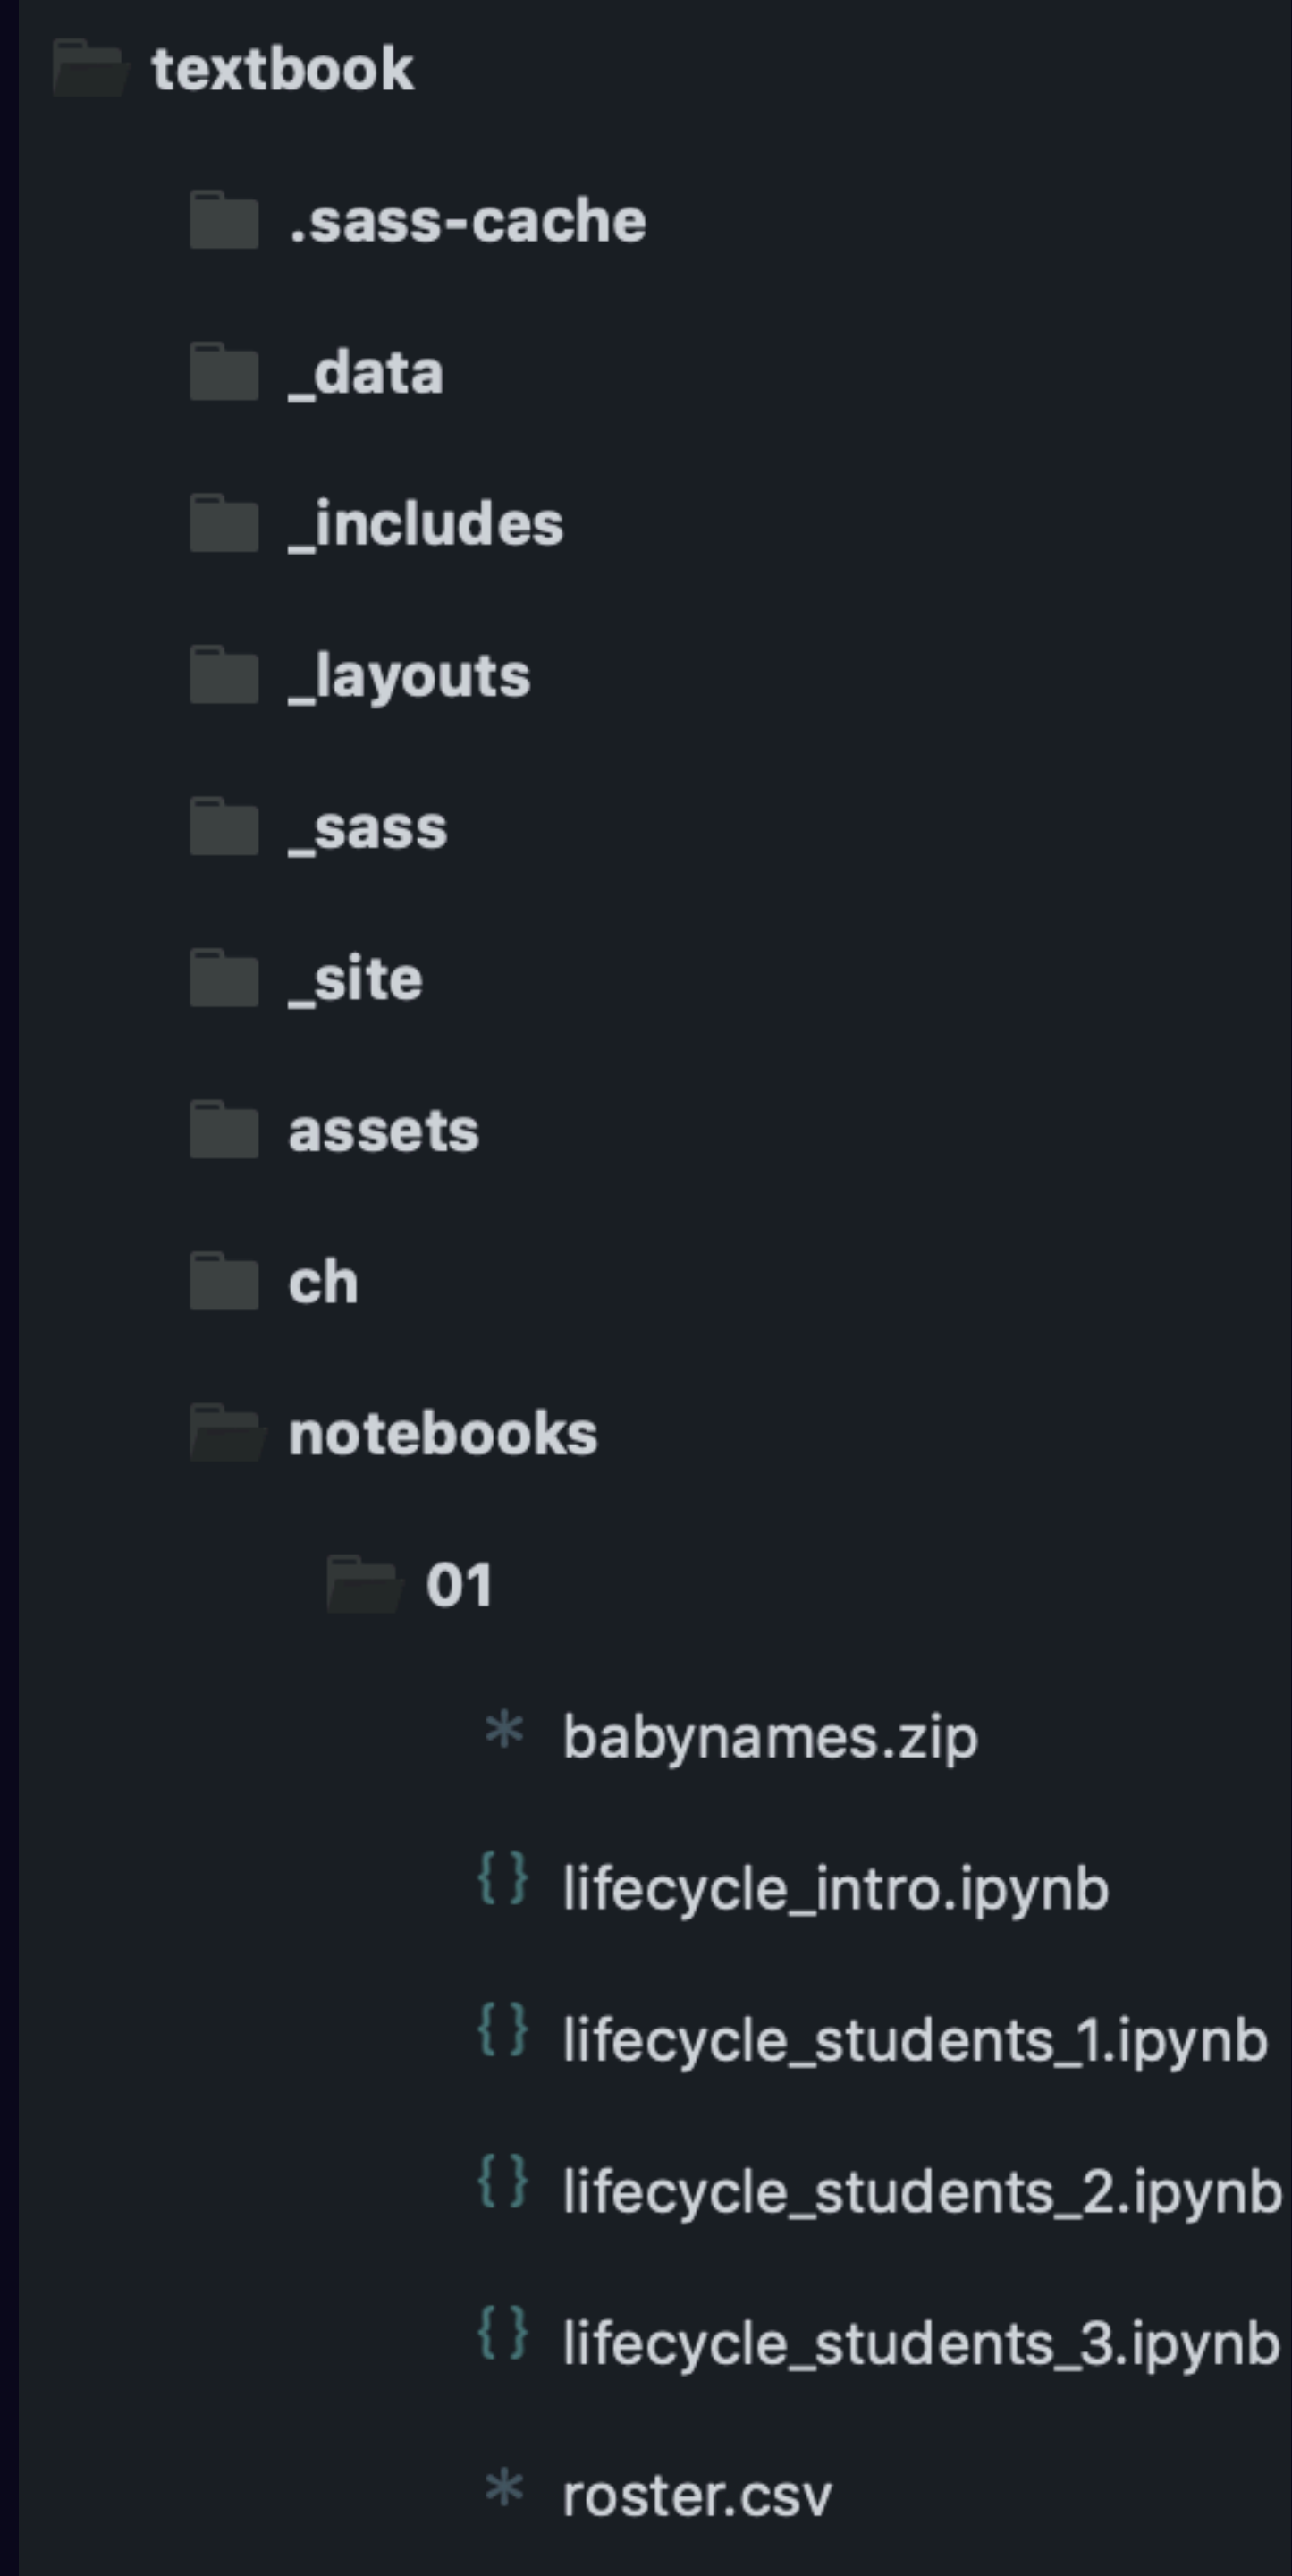 textbook
.sass-cache
_data
_includes
_layouts
_sass
_site
assets
ch
notebooks
01
babynames.zip
lifecycle_intro.ipynb
lifecycle_students_1.ipynb
lifecycle_students_2.ipynb
lifecycle_students_3.ipynb
roster.csv